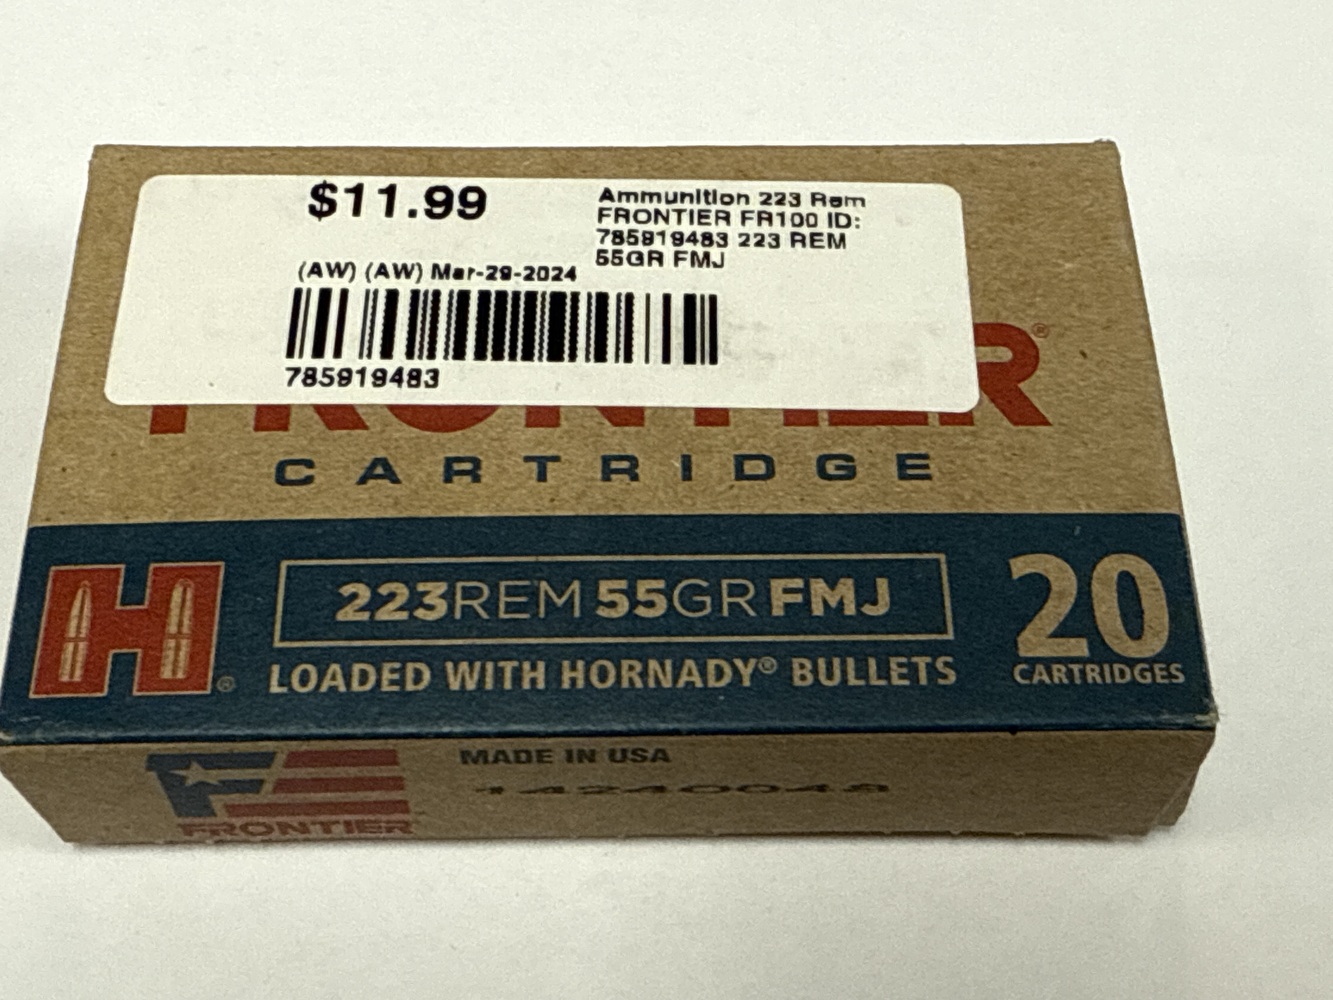 $11.99
Ammunition 223 Rem
FRONTIER FR100 ID:
785919483 223 REM
55GR FMJ
(AW) (AW) Mar-29-2024
785919483
FRONTIER®
CARTRIDGE
H®
223REM 55GR FMJ
LOADED WITH HORNADY® BULLETS
20
CARTRIDGES
MADE IN USA
F
FRONTIER